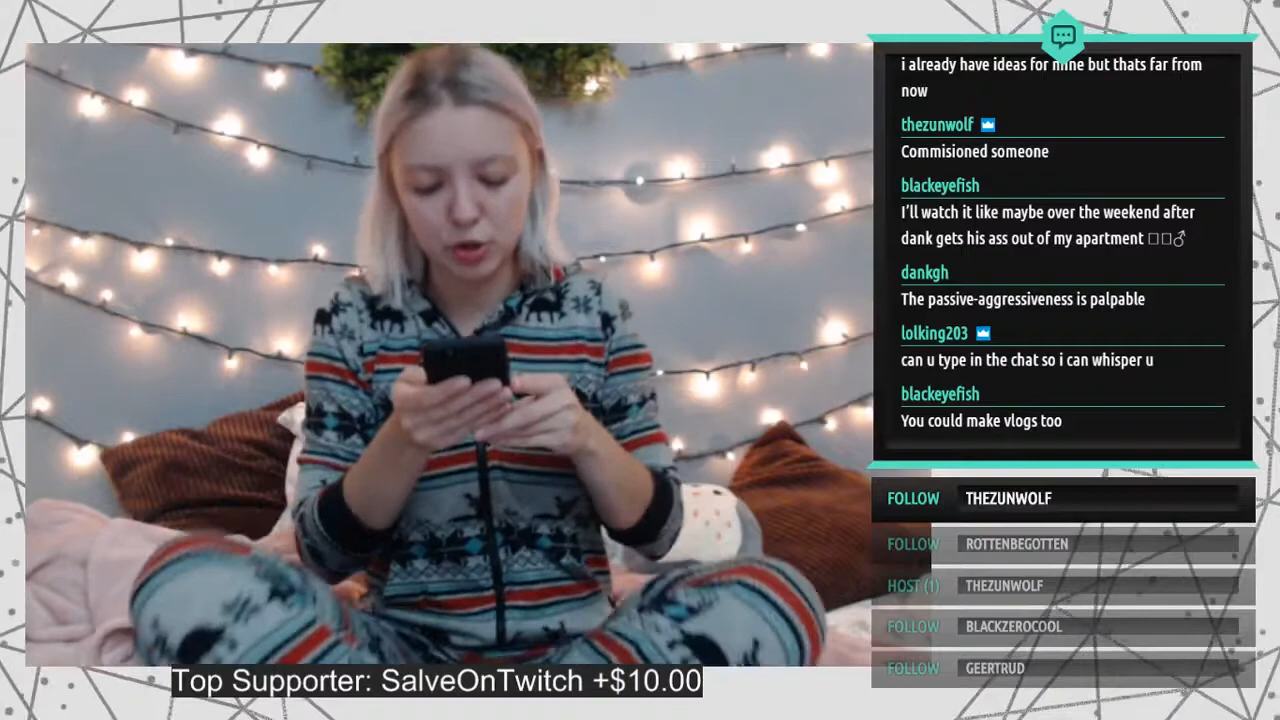 i already have ideas for mine but thats far from
now
thezunwolf
Commisioned someone
blackeyefish
I'll watch it like maybe over the weekend after
dank gets his ass out of my apartment □□♂
dankgh
The passive-aggressiveness is palpable
lolking203
can u type in the chat so i can whisper u
blackeyefish
You could make vlogs too
FOLLOW THEZUNWOLF
FOLLOW ROTTENBEGOTTEN
HOST (1) THEZUNWOLF
FOLLOW BLACKZEROCOOL
FOLLOW GEERTRUD
Top Supporter: SalveOnTwitch +$10.00